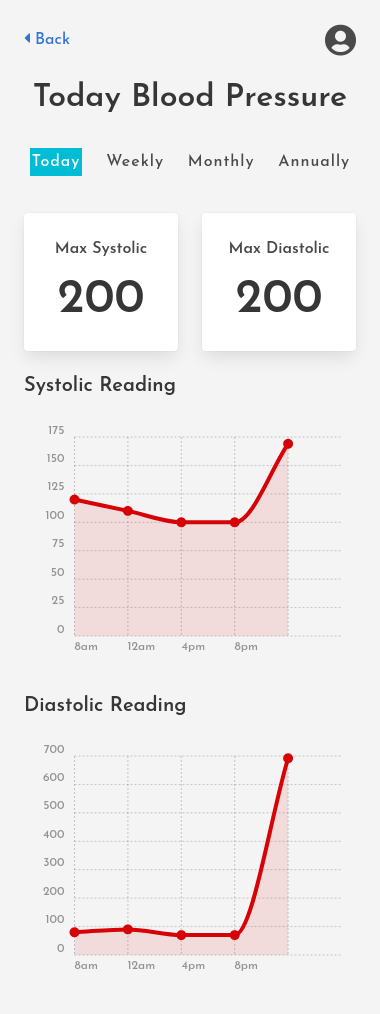 Back
Today Blood Pressure
Today Weekly Monthly Annually
Max Systolic
200
Max Diastolic
200
Systolic Reading
175
150
125
100
75
50
25
0
8am 12am 4pm 8pm
Diastolic Reading
700
600
500
400
300
200
100
0
8am 12am 4pm 8pm